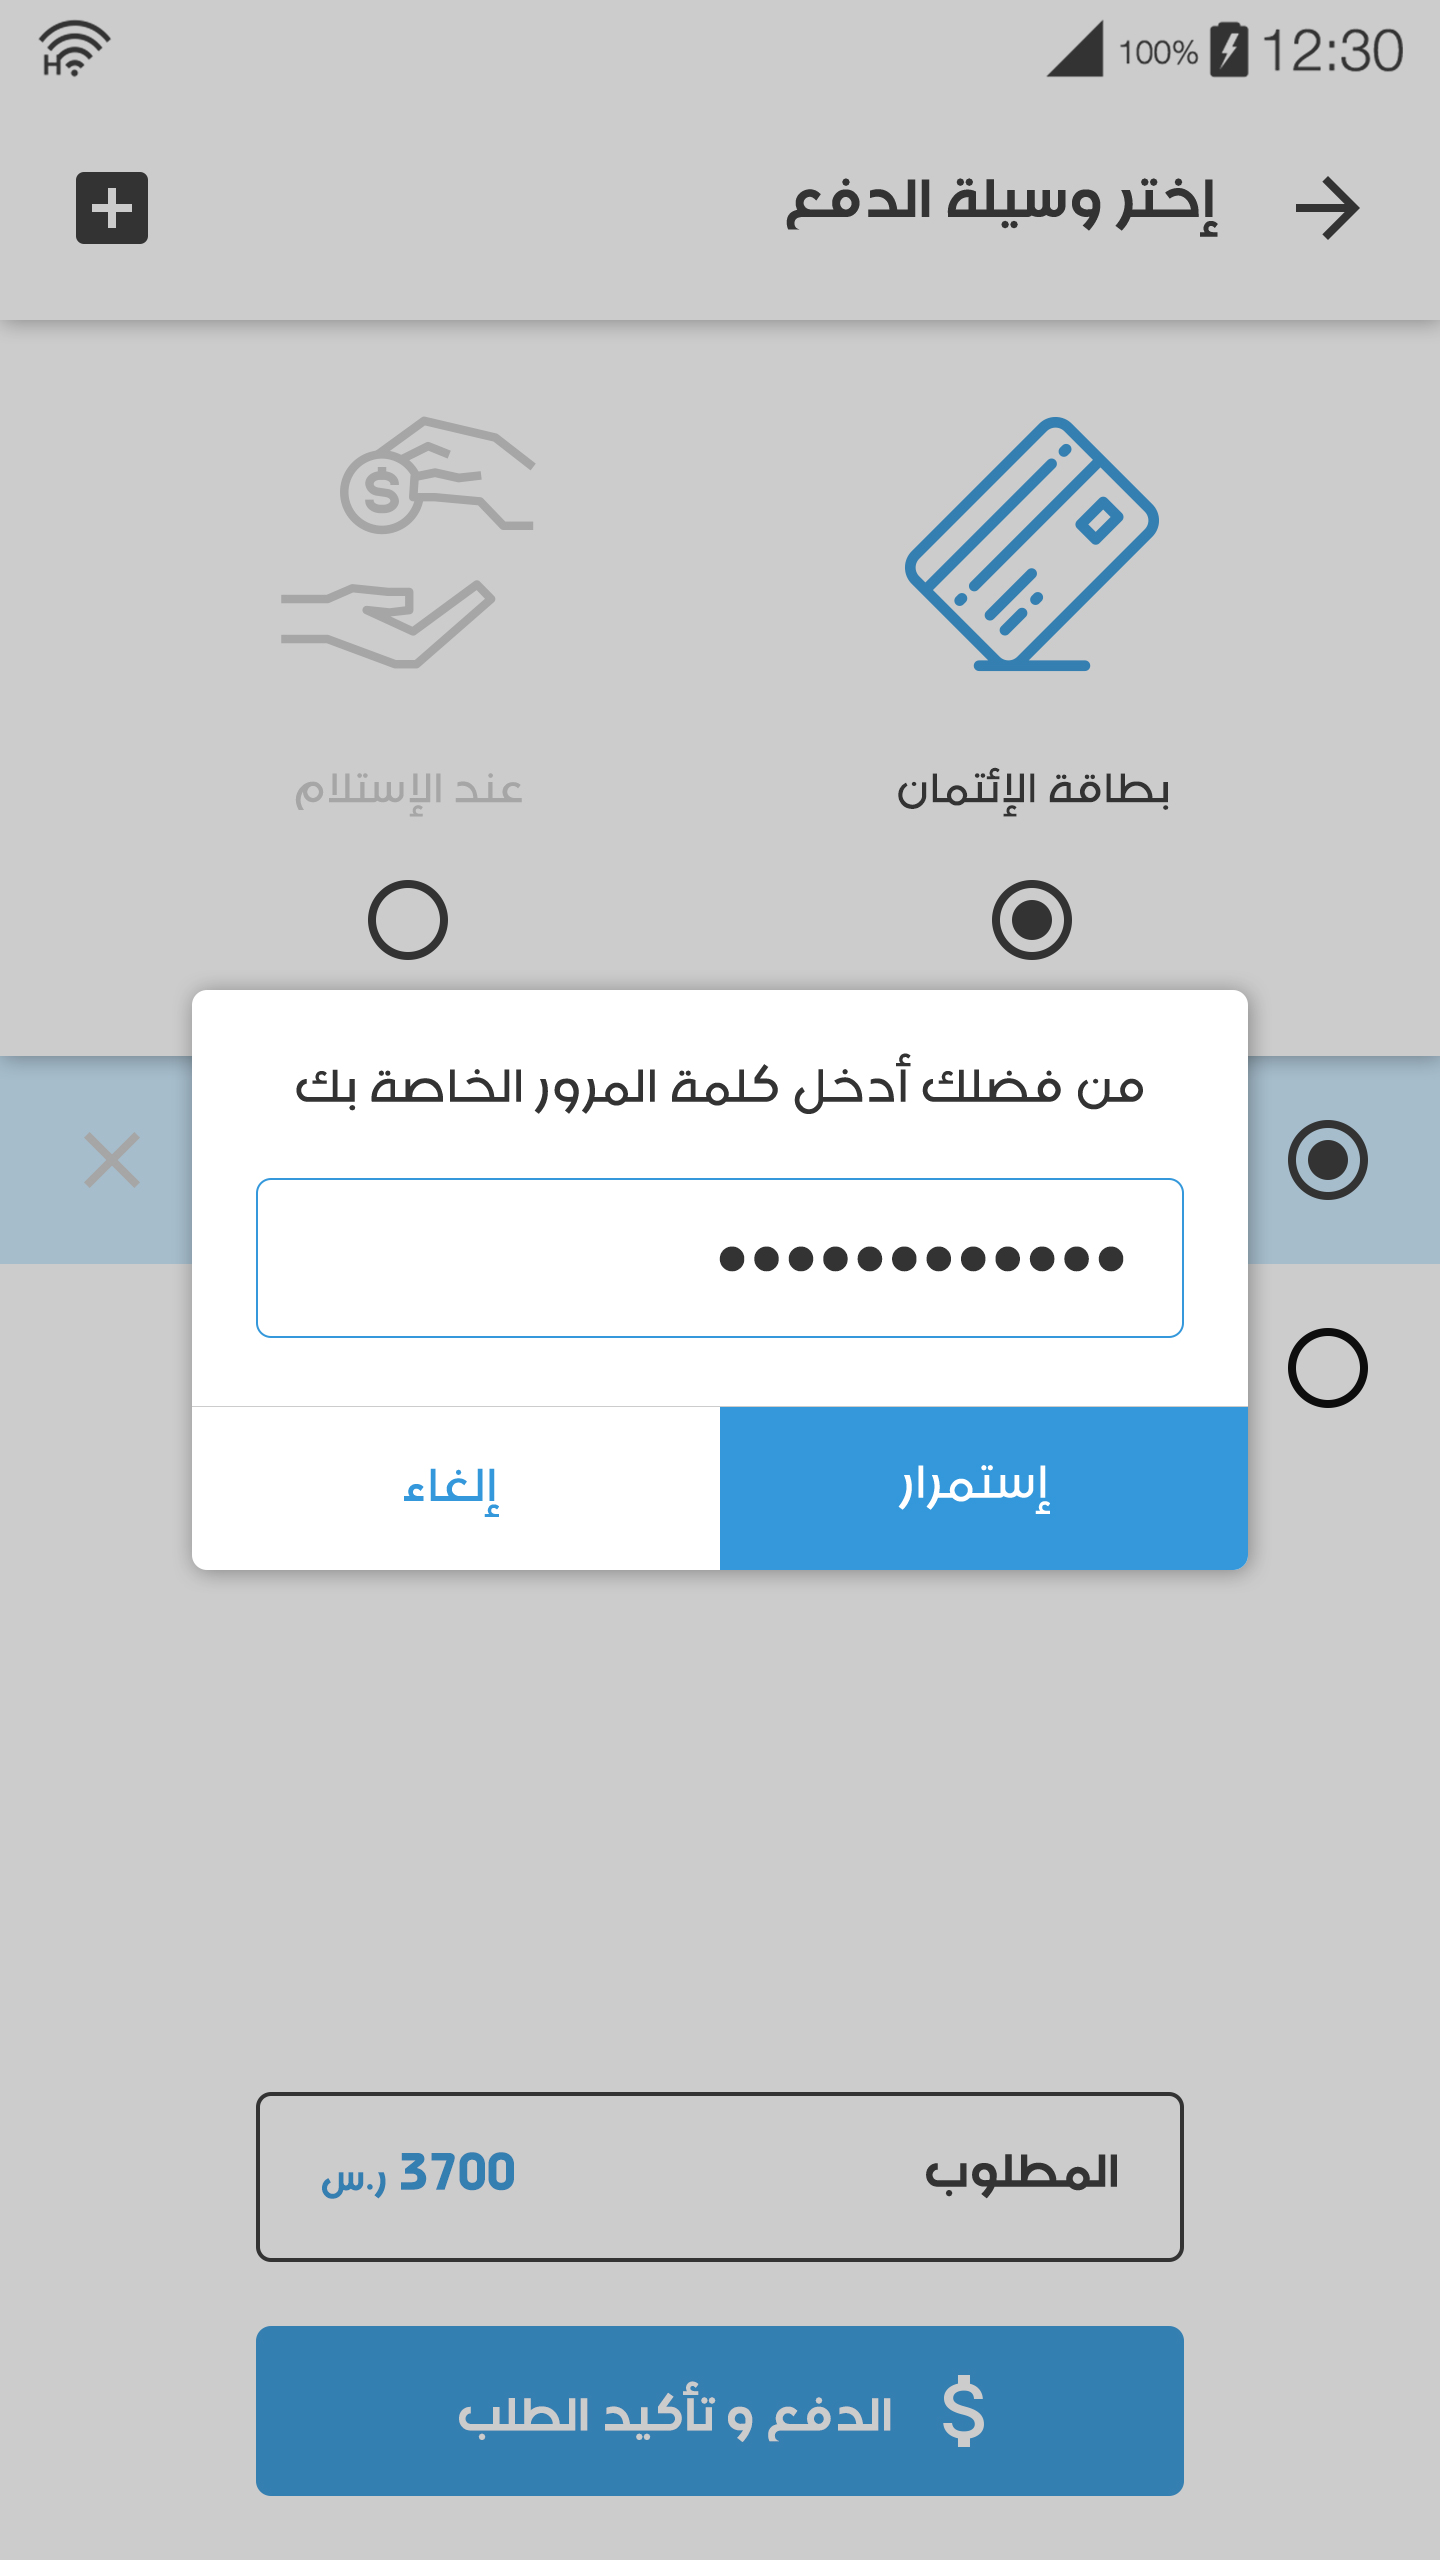 100% 12:30
إختر وسيلة الدفع
بطاقة الإئتمان
عند الإستلام
من فضلك أدخل كلمة المرور الخاصة بك
••••••••••••
إستمرار
إلغاء
المطلوب
3700 ر.س
$ الدفع و تأكيد الطلب